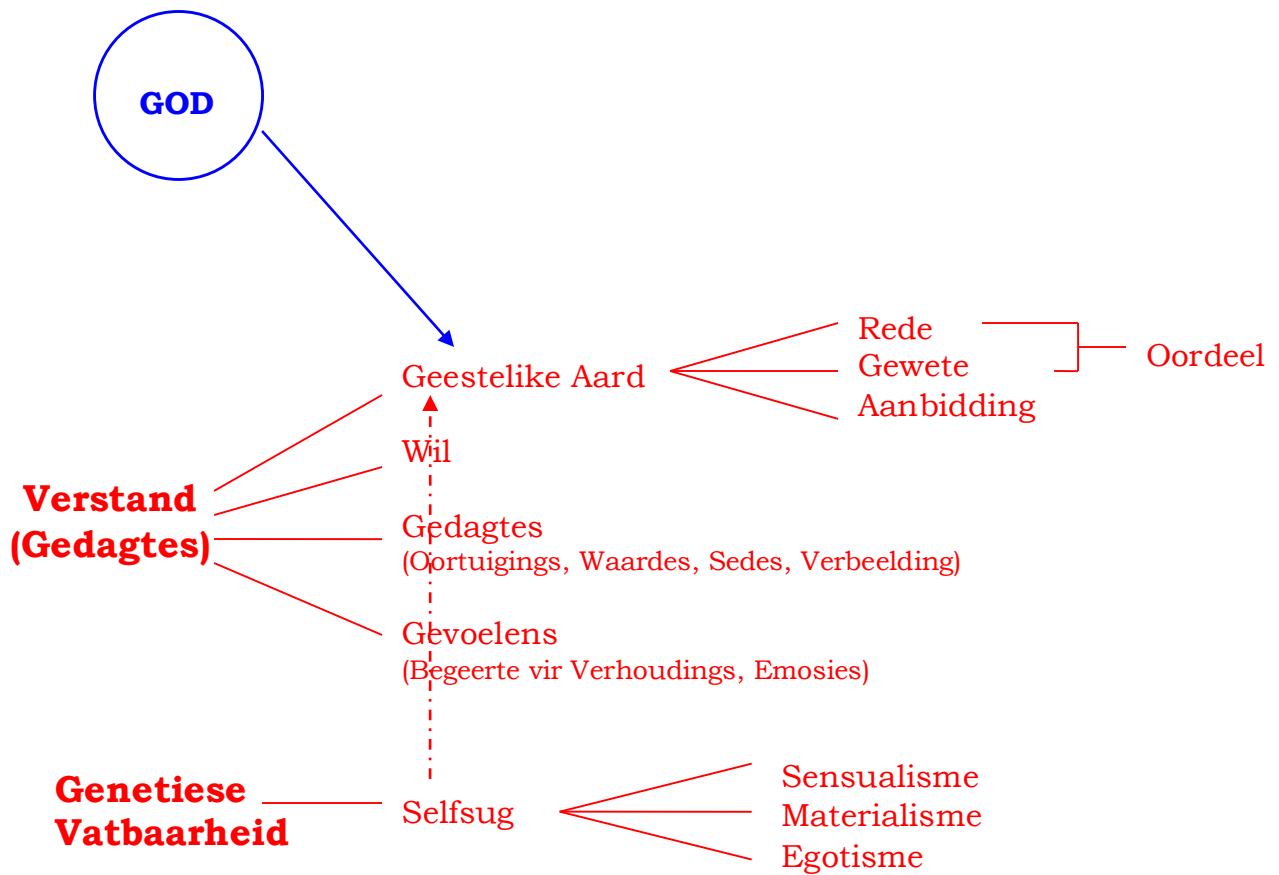 GOD
Geestelike Aard
Rede
Gewete
Aanbidding
Oordeel
Wil
Verstand
(Gedagtes)
Gedagtes
(Oortuigings, Waardes, Sedes, Verbeelding)
Gevoelens
(Begeerte vir Verhoudings, Emosies)
Genetiese
Vatbaarheid
Selfsug
Sensualisme
Materialisme
Egotisme